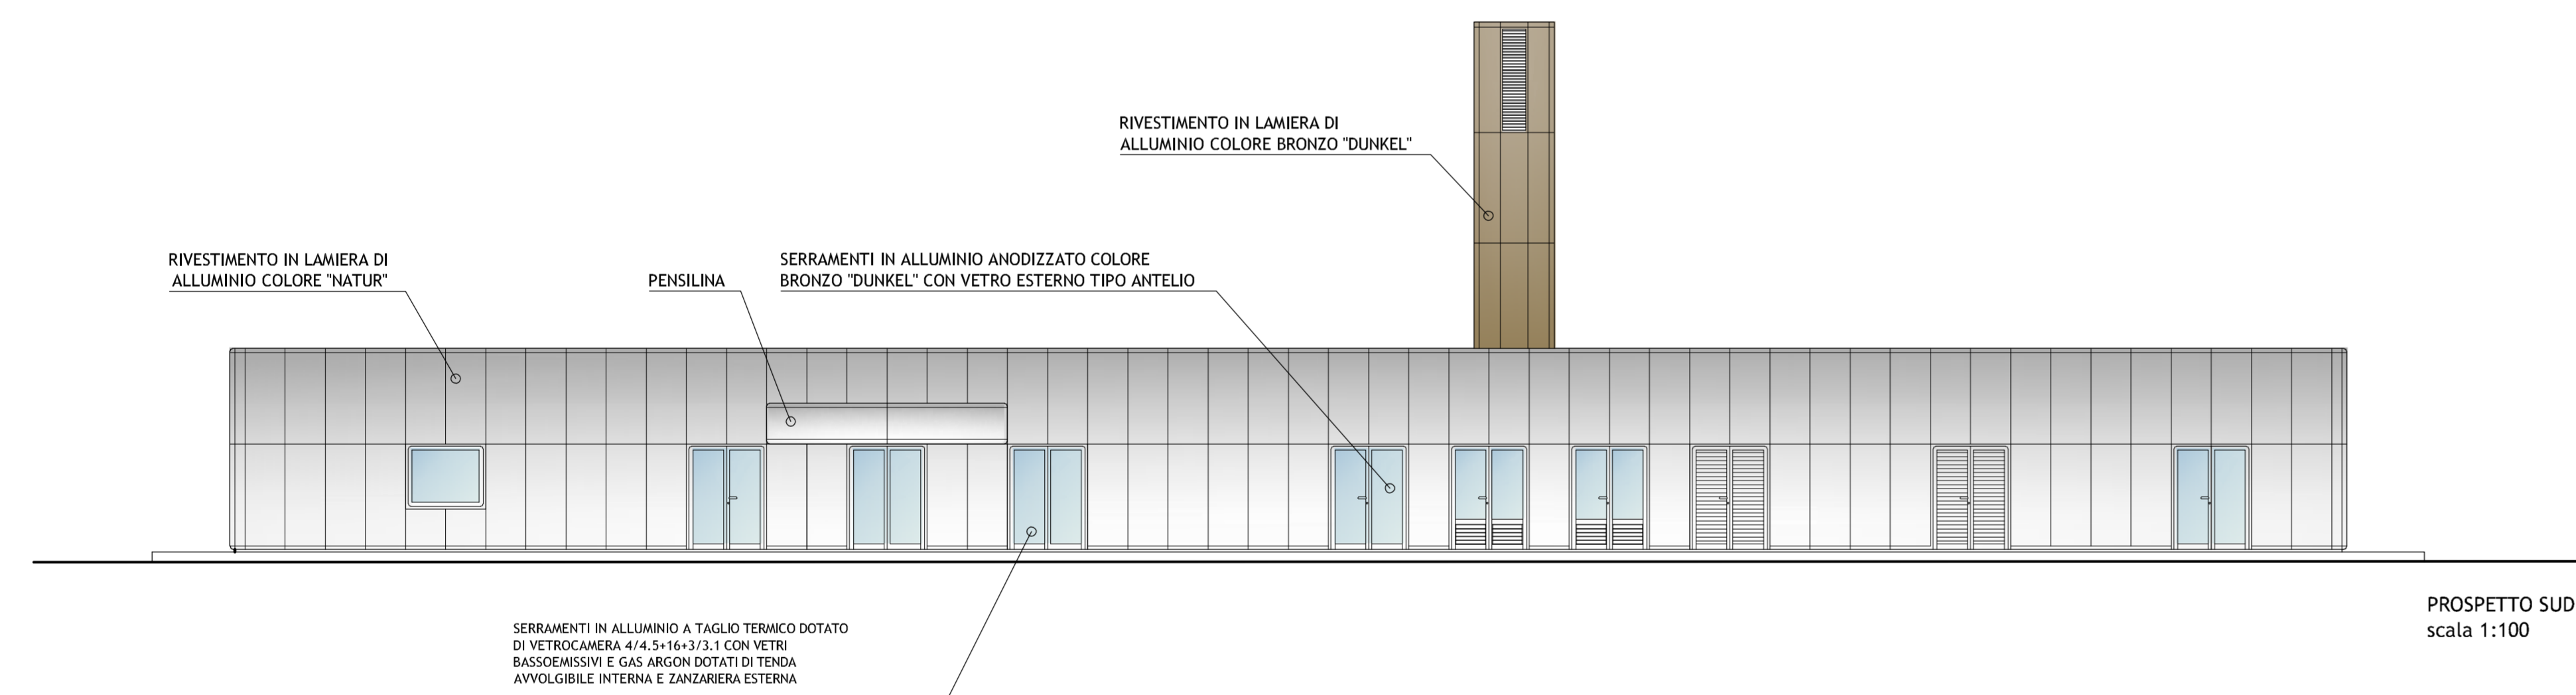 RIVESTIMENTO IN LAMIERA DI
ALLUMINIO COLORE BRONZO "DUNKEL"
RIVESTIMENTO IN LAMIERA DI
ALLUMINIO COLORE "NATUR"
PENSILINA
SERRAMENTI IN ALLUMINIO ANODIZZATO COLORE
BRONZO "DUNKEL" CON VETRO ESTERNO TIPO ANTELIO
PROSPETTO SUD
scala 1:100
SERRAMENTI IN ALLUMINIO A TAGLIO TERMICO DOTATO
DI VETROCAMERA 4/4.5+16+3/3.1 CON VETRI
BASSOEMISSIVI E GAS ARGON DOTATI DI TENDA
AVVOLGIBILE INTERNA E ZANZARIERA ESTERNA